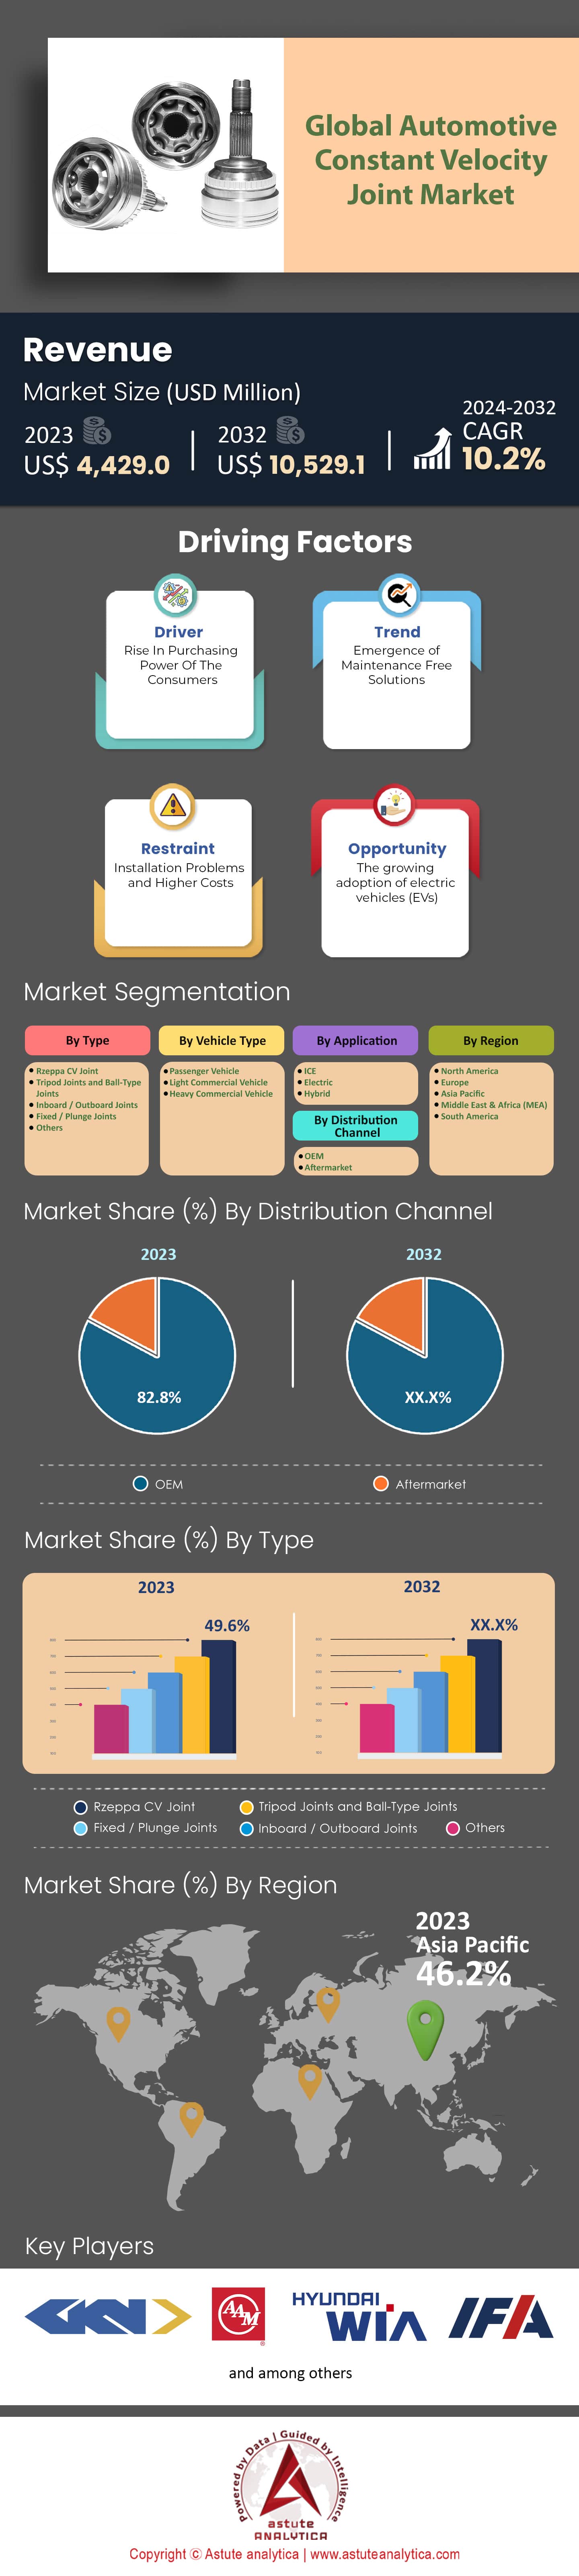 Global Automotive
Constant Velocity
Joint Market
Revenue
Market Size (USD Million)
2023
US$ 4,429.0
2032
US$ 10,529.1
2024-2032
CAGR
10.2%
Driving Factors
Driver
Rise In Purchasing
Power Of The
Consumers
Trend
Emergence of
Maintenance Free
Solutions
Restraint
Installation Problems
and Higher Costs
Opportunity
The growing
adoption of electric
vehicles (EVs)
Market Segmentation
By Type
Rzeppa CV Joint
Tripod Joints and Ball-Type
Joints
Inboard / Outboard Joints
Fixed / Plunge Joints
Others
By Vehicle Type
Passenger Vehicle
Light Commercial Vehicle
Heavy Commercial Vehicle
By Application
ICE
Electric
Hybrid
By Distribution
Channel
OEM
Aftermarket
By Region
North America
Europe
Asia Pacific
Middle East & Africa (MEA)
South America
Market Share (%) By Distribution Channel
2023
82.8%
2032
XX.X%
OEM
Aftermarket
Market Share (%) By Type
2023
49.6%
2032
XX.X%
Rzeppa CV Joint
Tripod Joints and Ball-Type Joints
Fixed / Plunge Joints
Inboard / Outboard Joints
Others
Market Share (%) By Region
2023
Asia Pacific
46.2%
Key Players
GKN
AAM
HYUNDAI
WIA
IFA
and among others
Powered by Data | Guided by Intelligence
astute
ANALYTICA
Copyright © Astute analytica | www.astuteanalytica.com